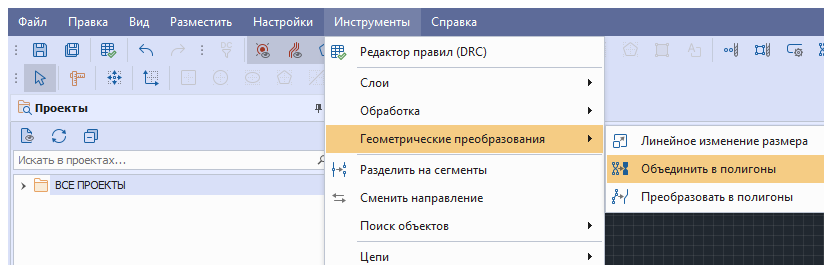 Файл Правка Вид Разместить Настройки Инструменты Справка
Редактор правил (DRC)
Слои
Обработка
Геометрические преобразования
Разделить на сегменты
Сменить направление
Поиск объектов
Цепи
Линейное изменение размера
Объединить в полигоны
Преобразовать в полигоны
Проекты
Искать в проектах...
ВСЕ ПРОЕКТЫ